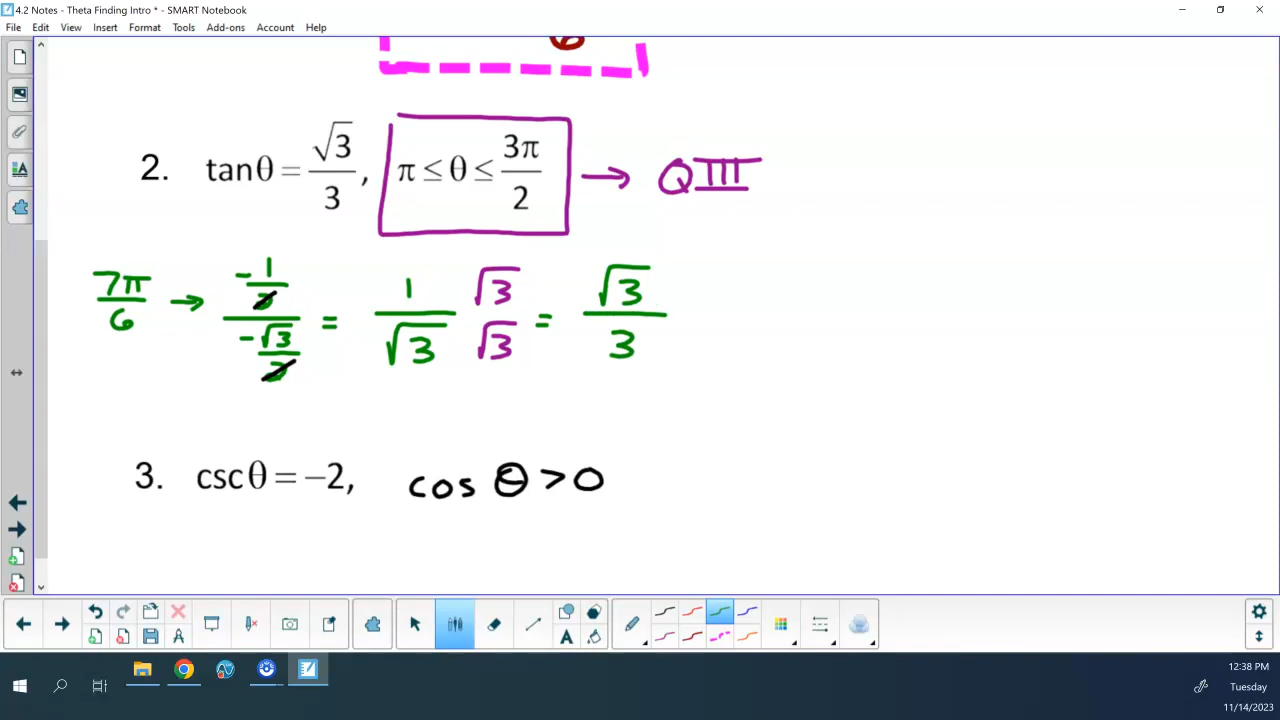 4.2 Notes - Theta Finding Intro * - SMART Notebook
File Edit View Insert Format Tools Add-ons Account Help
6
2. tanθ = √3/3, π ≤ θ ≤ 3π/2 → QIII
7π/6 → (-1/2)/(-√3/2) = 1/√3 √3/√3 = √3/3
3. cscθ = −2, cos θ > 0
12:38 PM
Tuesday
11/14/2023